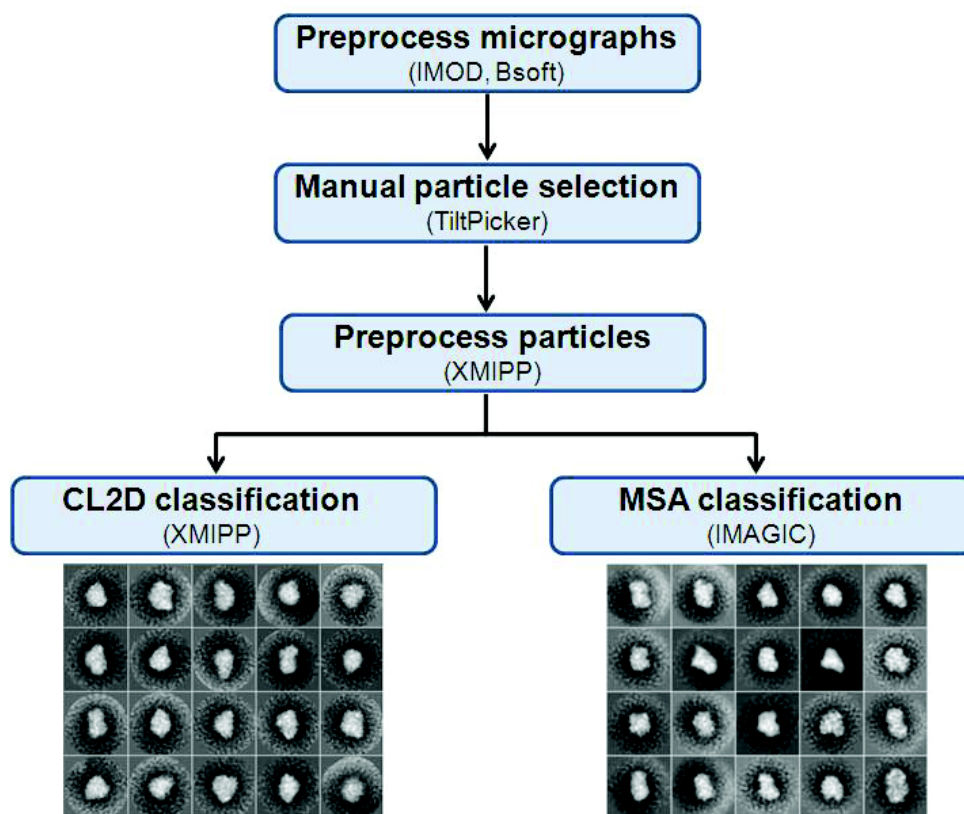 Preprocess micrographs
(IMOD, Bsoft)
Manual particle selection
(TiltPicker)
Preprocess particles
(XMIPP)
CL2D classification
(XMIPP)
MSA classification
(IMAGIC)